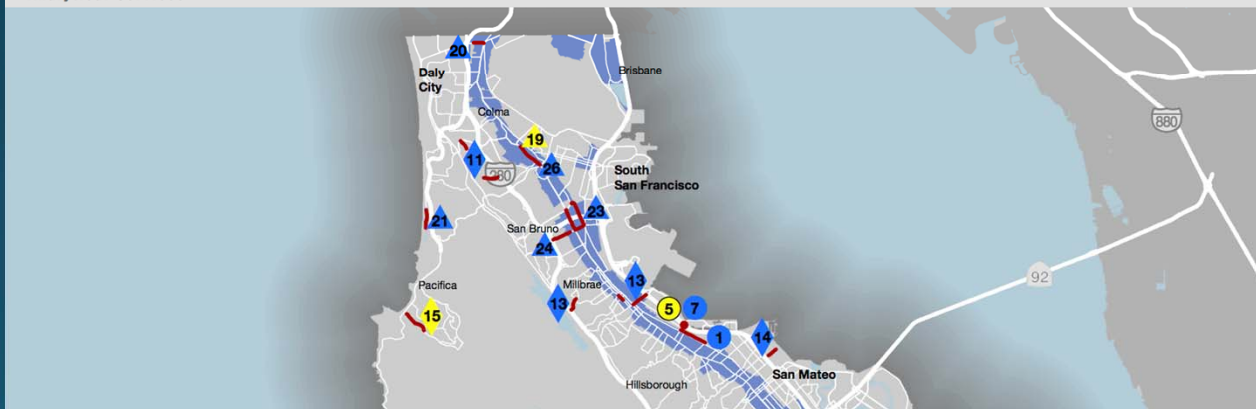 20
Daly
City
Brisbane
Colma
19
11
280
26
South
San Francisco
880
21
23
San Bruno
24
92
Pacifica
Millbrae
13
13
15
5
7
1
14
San Mateo
Hillsborough